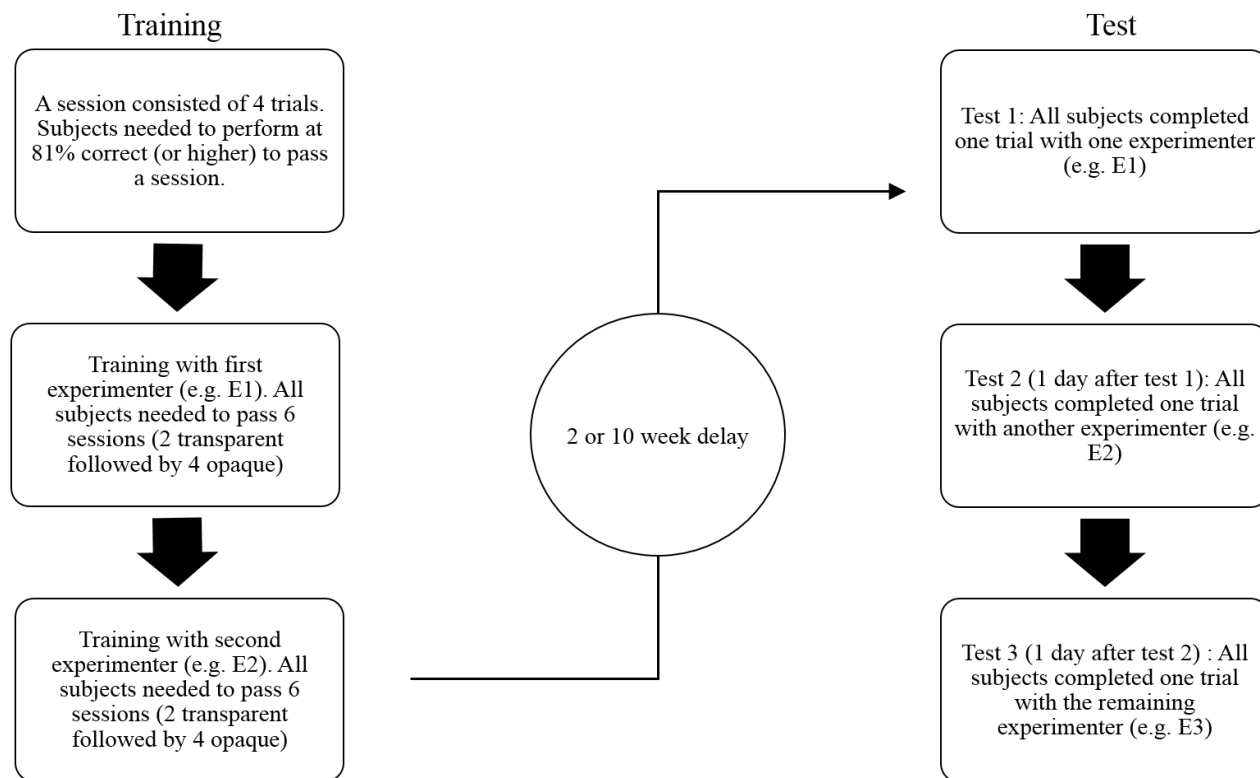 Training
A session consisted of 4 trials.
Subjects needed to perform at
81% correct (or higher) to pass
a session.
Training with first
experimenter (e.g. E1). All
subjects needed to pass 6
sessions (2 transparent
followed by 4 opaque)
Training with second
experimenter (e.g. E2). All
subjects needed to pass 6
sessions (2 transparent
followed by 4 opaque)
2 or 10 week delay
Test
Test 1: All subjects completed
one trial with one experimenter
(e.g. E1)
Test 2 (1 day after test 1): All
subjects completed one trial
with another experimenter (e.g.
E2)
Test 3 (1 day after test 2) : All
subjects completed one trial
with the remaining
experimenter (e.g. E3)